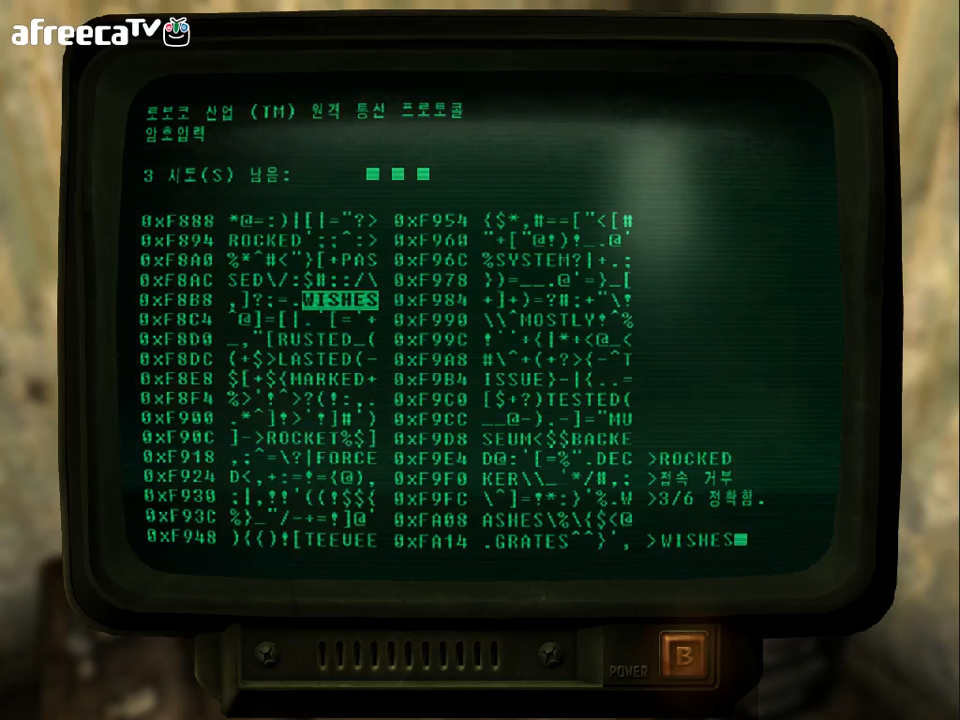 afreecaTV
로보코 산업 (TM) 원격 통신 프로토콜
암호입력
3 시도(S) 남음:
0xF888 *@=:)|[|="?> 0xF954 {$*,#==["<[#
0xF894 ROCKED';:^:> 0xF960 "+["@!)!_.@'
0xF8A0 %*^#<"}[+PAS 0xF96C %SYSTEM?|+.;
0xF8AC SED\/:$#:;/\ 0xF978 })=__.@'=}_[
0xF8B8 ,]?;=.WISHES 0xF984 +]+)=?#;+"\!
0xF8C4 ^@]=[|.'[='+ 0xF990 \\^MOSTLY!^%
0xF8D0 _,"[RUSTED_( 0xF99C !''+{|*+<@_<
0xF8DC (+$>LASTED(- 0xF9A8 #\^+(+?>{-^T
0xF8E8 $[+${MARKED+ 0xF9B4 ISSUE}-|{..=
0xF8F4 %>'!^>?(!:,. 0xF9C0 [$+?)TESTED(
0xF900 .*^]!>'!]#') 0xF9CC __@-).-]="MU
0xF90C ]->ROCKET%$] 0xF9D8 SEUM<$$BACKE
0xF918 ,:^=\?|FORCE 0xF9E4 D@:'[=%".DEC >ROCKED
0xF924 D<,+:=!={@), 0xF9F0 KER\\_'*/#,: >접속 거부
0xF930 ;|,!!'((!$${ 0xF9FC \^]=!*:}'%.W >3/6 정확함.
0xF93C %}_"/-+=!]@' 0xFA08 ASHES\%\{$<@
0xF948 ){{)![TEEUEE 0xFA14 .GRATES^^}', >WISHES
POWER
B